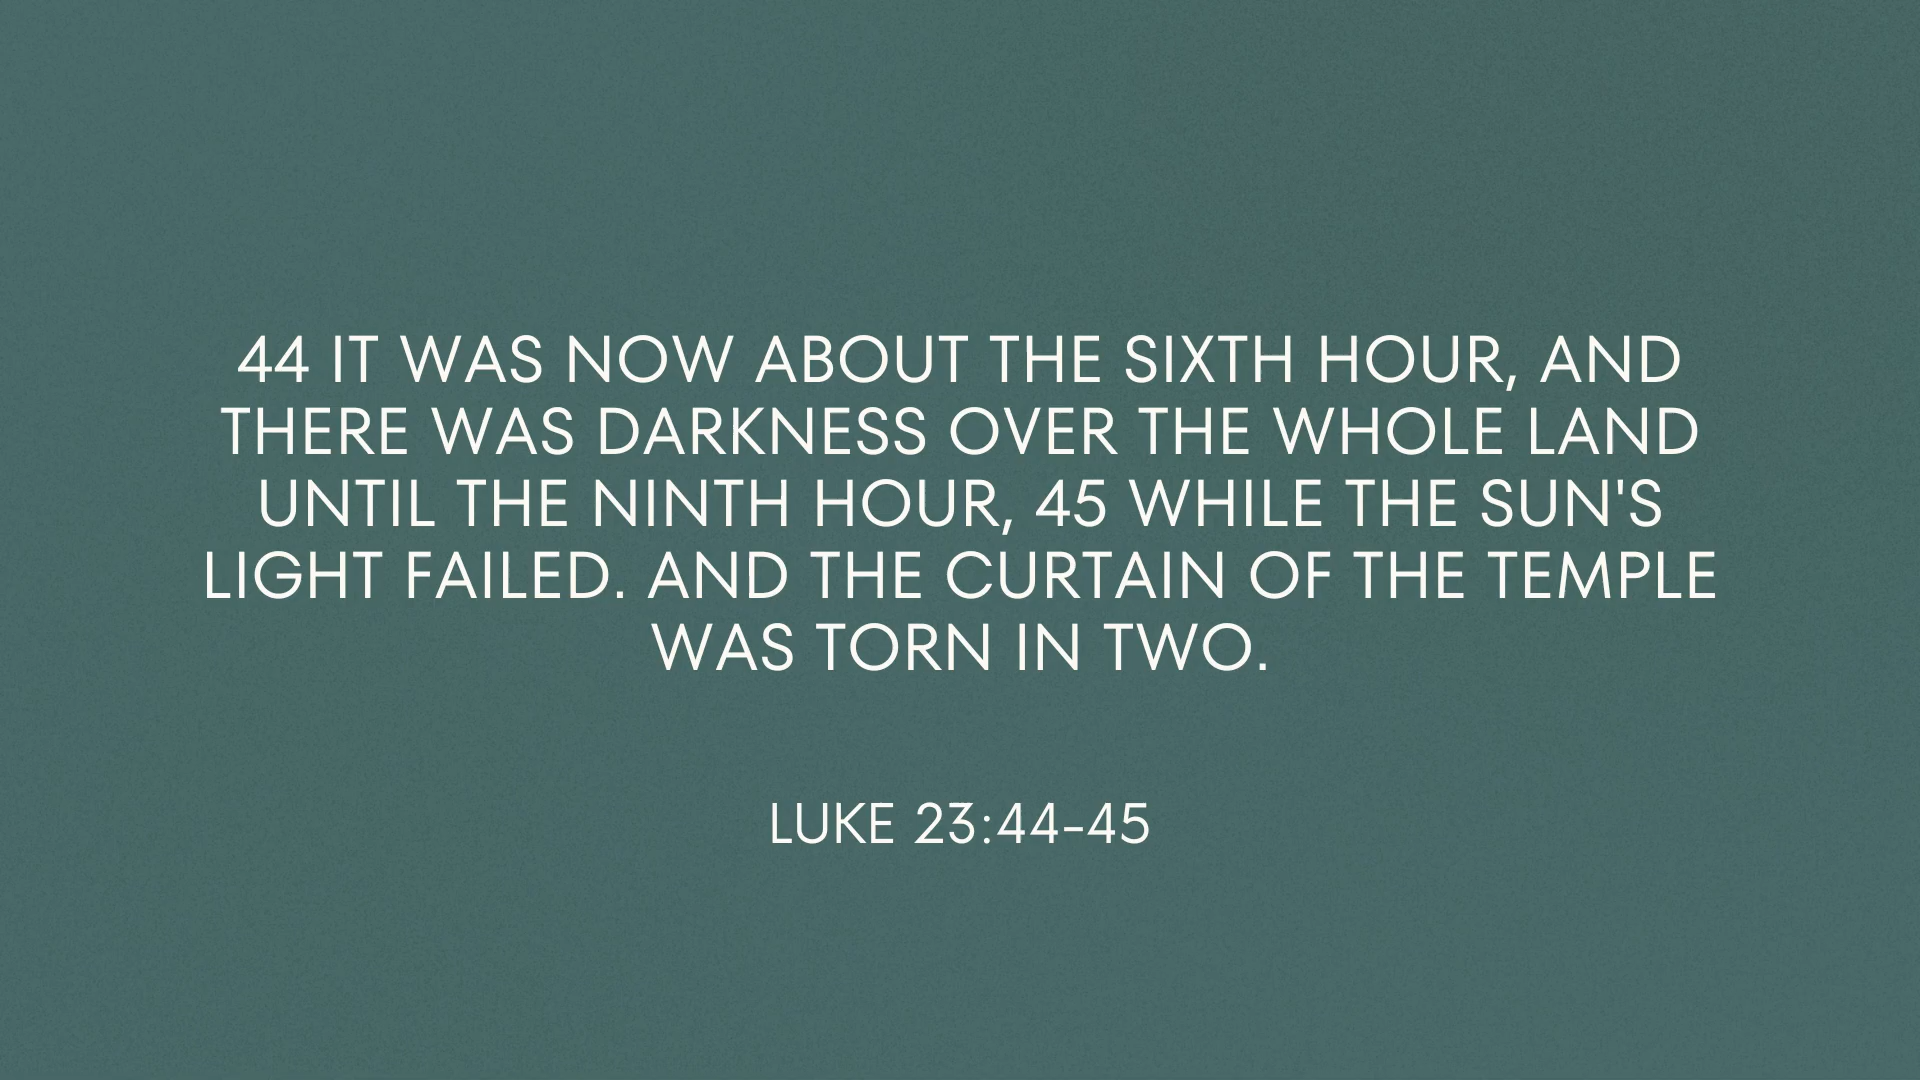 44 IT WAS NOW ABOUT THE SIXTH HOUR, AND
THERE WAS DARKNESS OVER THE WHOLE LAND
UNTIL THE NINTH HOUR, 45 WHILE THE SUN'S
LIGHT FAILED. AND THE CURTAIN OF THE TEMPLE
WAS TORN IN TWO.
LUKE 23:44-45